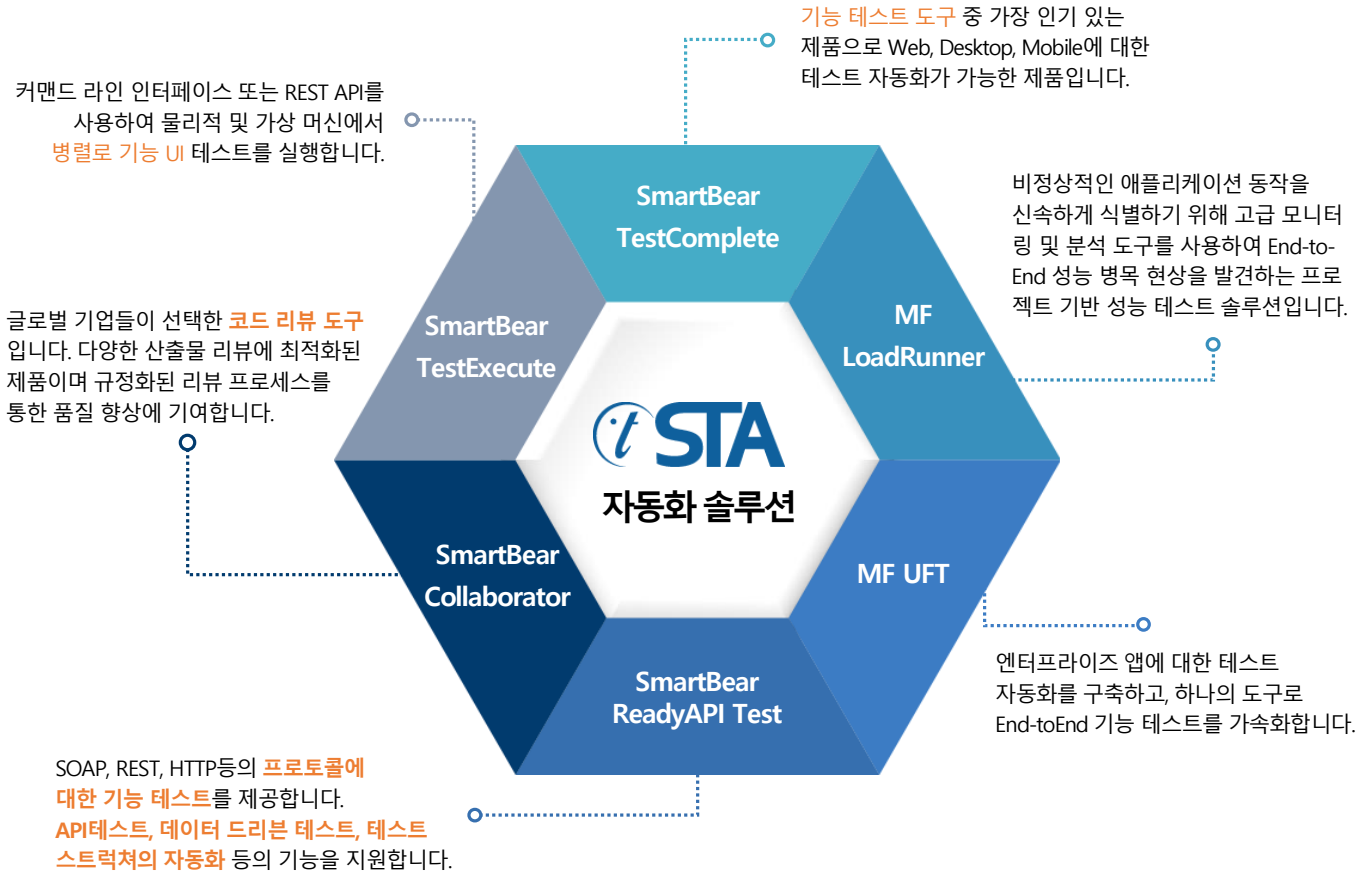 기능 테스트 도구 중 가장 인기 있는
제품으로 Web, Desktop, Mobile에 대한
테스트 자동화가 가능한 제품입니다.
커맨드 라인 인터페이스 또는 REST API를
사용하여 물리적 및 가상 머신에서
병렬로 기능 UI 테스트를 실행합니다.
비정상적인 애플리케이션 동작을
신속하게 식별하기 위해 고급 모니터
링 및 분석 도구를 사용하여 End-to-
End 성능 병목 현상을 발견하는 프로
젝트 기반 성능 테스트 솔루션입니다.
글로벌 기업들이 선택한 코드 리뷰 도구
입니다. 다양한 산출물 리뷰에 최적화된
제품이며 규정화된 리뷰 프로세스를
통한 품질 향상에 기여합니다.
SmartBear
TestComplete
MF
LoadRunner
SmartBear
TestExecute
t STA
자동화 솔루션
SmartBear
Collaborator
MF UFT
SmartBear
ReadyAPI Test
엔터프라이즈 앱에 대한 테스트
자동화를 구축하고, 하나의 도구로
End-toEnd 기능 테스트를 가속화합니다.
SOAP, REST, HTTP등의 프로토콜에
대한 기능 테스트를 제공합니다.
API테스트, 데이터 드리븐 테스트, 테스트
스트럭쳐의 자동화 등의 기능을 지원합니다.